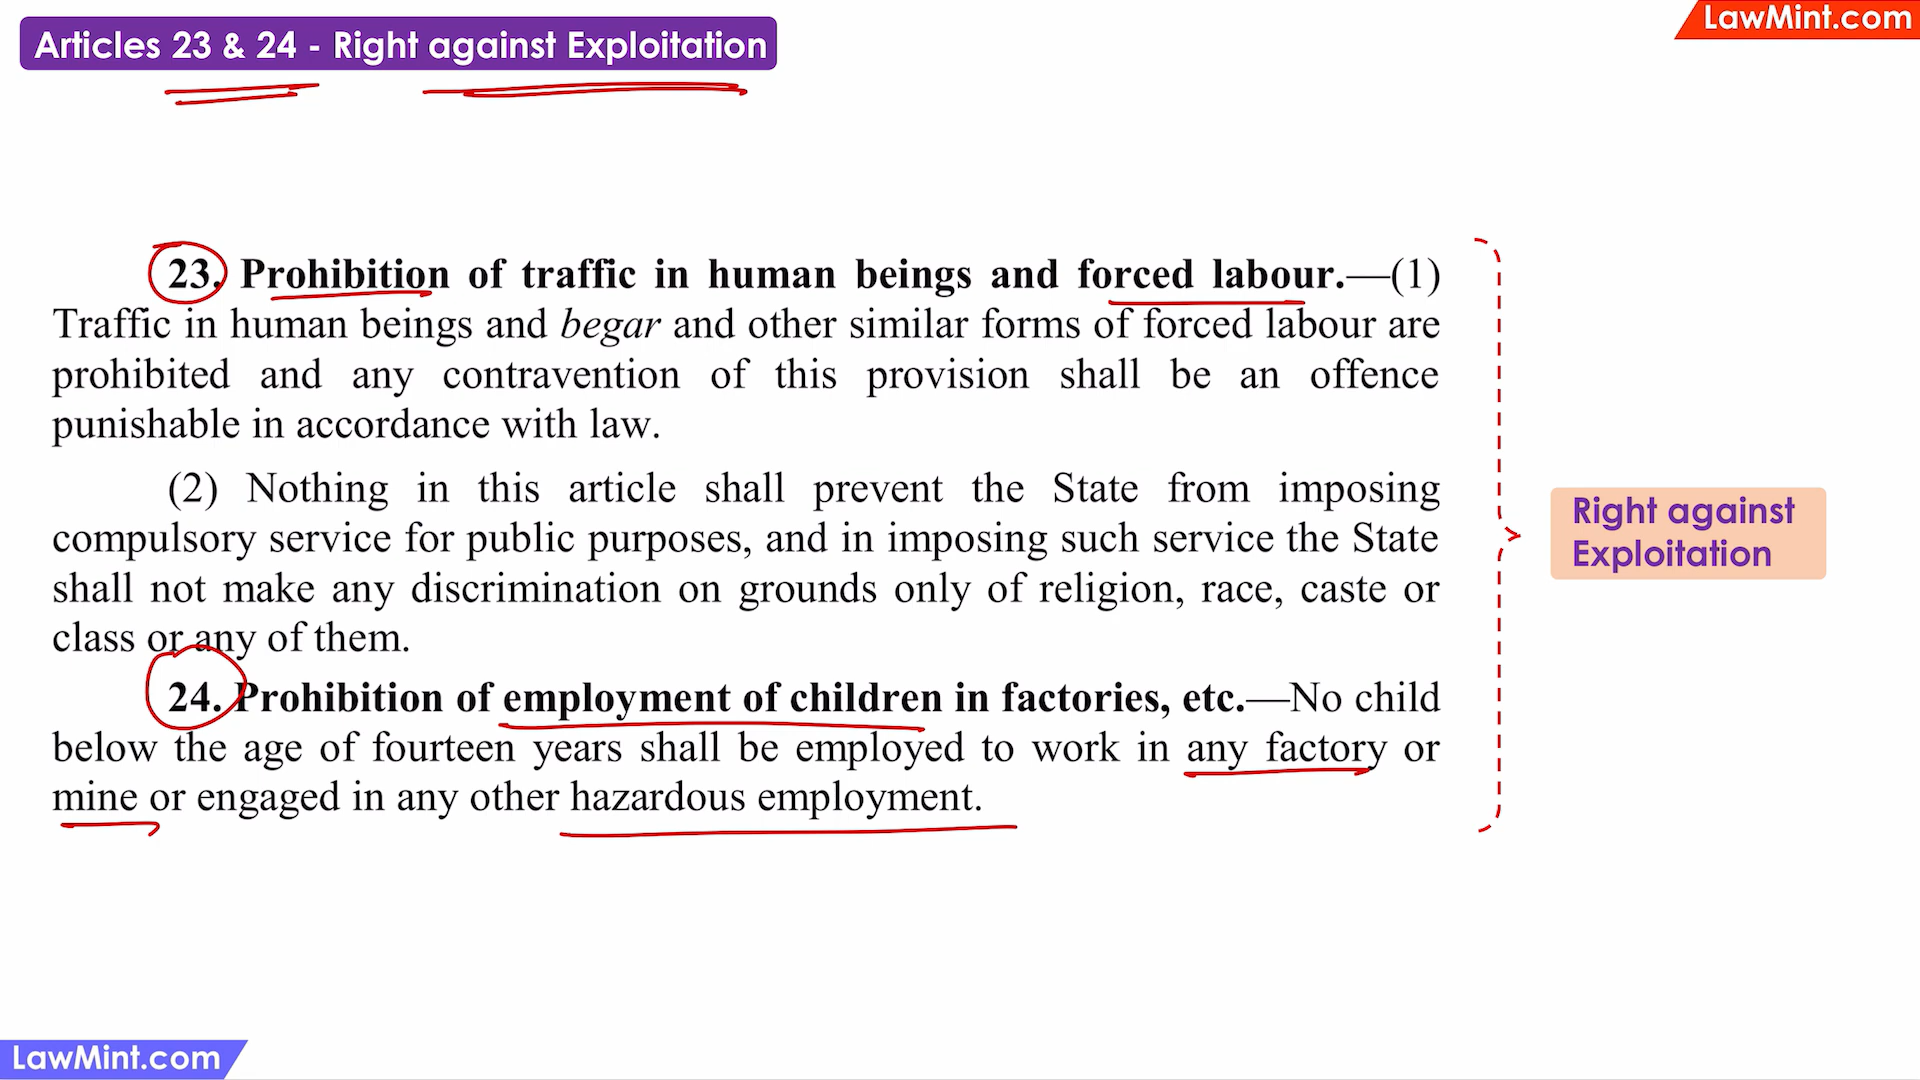 Articles 23 & 24 - Right against Exploitation
LawMint.com
23. Prohibition of traffic in human beings and forced labour.—(1)
Traffic in human beings and begar and other similar forms of forced labour are
prohibited and any contravention of this provision shall be an offence
punishable in accordance with law.
(2) Nothing in this article shall prevent the State from imposing
compulsory service for public purposes, and in imposing such service the State
shall not make any discrimination on grounds only of religion, race, caste or
class or any of them.
24. Prohibition of employment of children in factories, etc.—No child
below the age of fourteen years shall be employed to work in any factory or
mine or engaged in any other hazardous employment.
Right against
Exploitation
LawMint.com